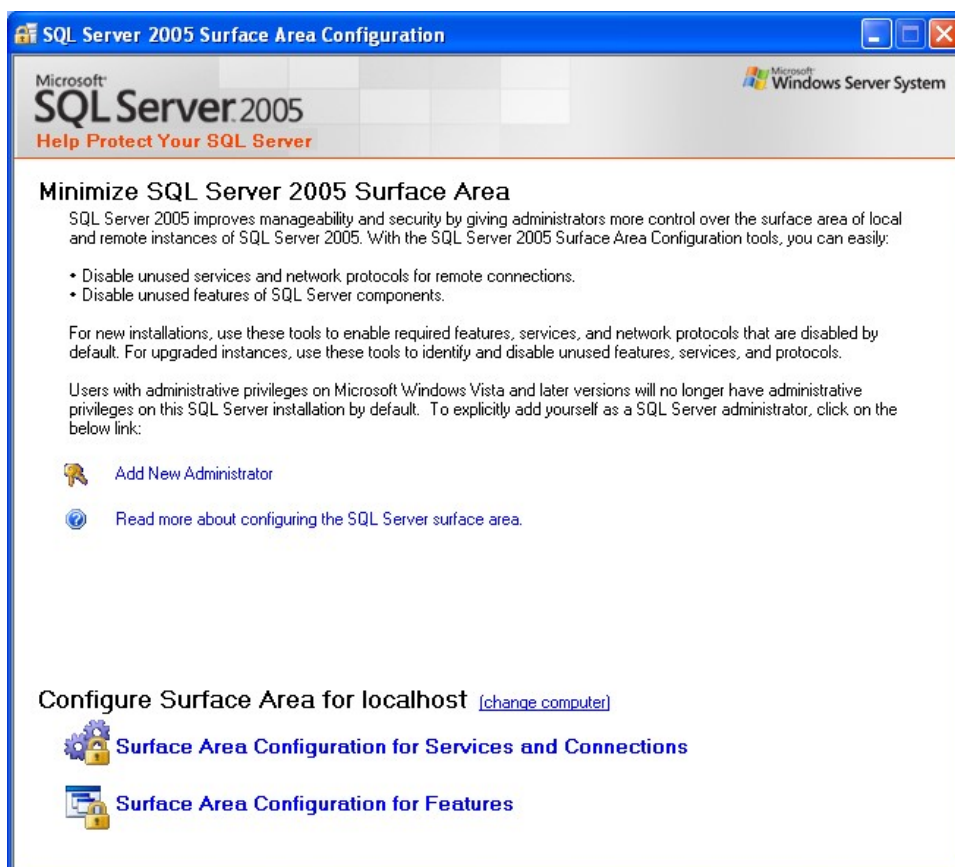 SQL Server 2005 Surface Area Configuration
Microsoft
SQL Server 2005
Help Protect Your SQL Server
Microsoft
Windows Server System
Minimize SQL Server 2005 Surface Area
SQL Server 2005 improves manageability and security by giving administrators more control over the surface area of local
and remote instances of SQL Server 2005. With the SQL Server 2005 Surface Area Configuration tools, you can easily:
• Disable unused services and network protocols for remote connections.
• Disable unused features of SQL Server components.
For new installations, use these tools to enable required features, services, and network protocols that are disabled by
default. For upgraded instances, use these tools to identify and disable unused features, services, and protocols.
Users with administrative privileges on Microsoft Windows Vista and later versions will no longer have administrative
privileges on this SQL Server installation by default. To explicitly add yourself as a SQL Server administrator, click on the
below link:
Add New Administrator
Read more about configuring the SQL Server surface area.
Configure Surface Area for localhost (change computer)
Surface Area Configuration for Services and Connections
Surface Area Configuration for Features